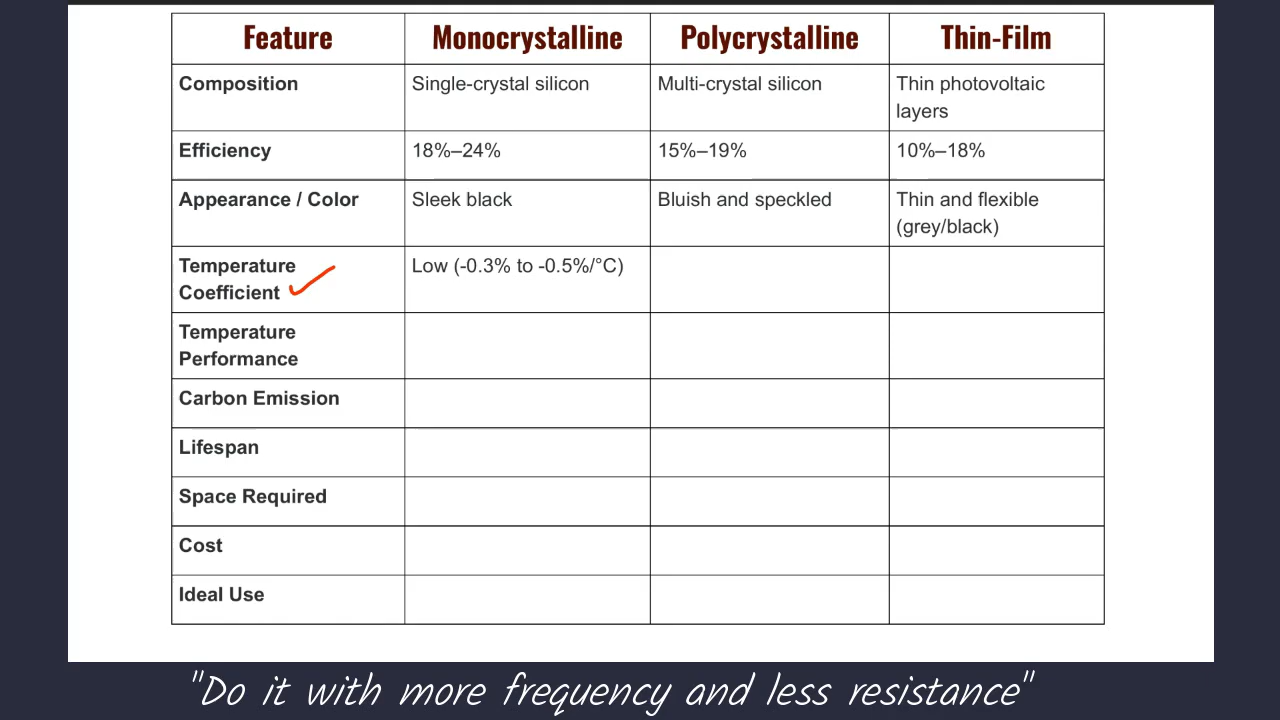 Feature Monocrystalline Polycrystalline Thin-Film
Composition Single-crystal silicon Multi-crystal silicon Thin photovoltaic
layers
Efficiency 18%–24% 15%–19% 10%–18%
Appearance / Color Sleek black Bluish and speckled Thin and flexible
(grey/black)
Temperature Low (-0.3% to -0.5%/°C)
Coefficient
Temperature
Performance
Carbon Emission
Lifespan
Space Required
Cost
Ideal Use
"Do it with more frequency and less resistance"